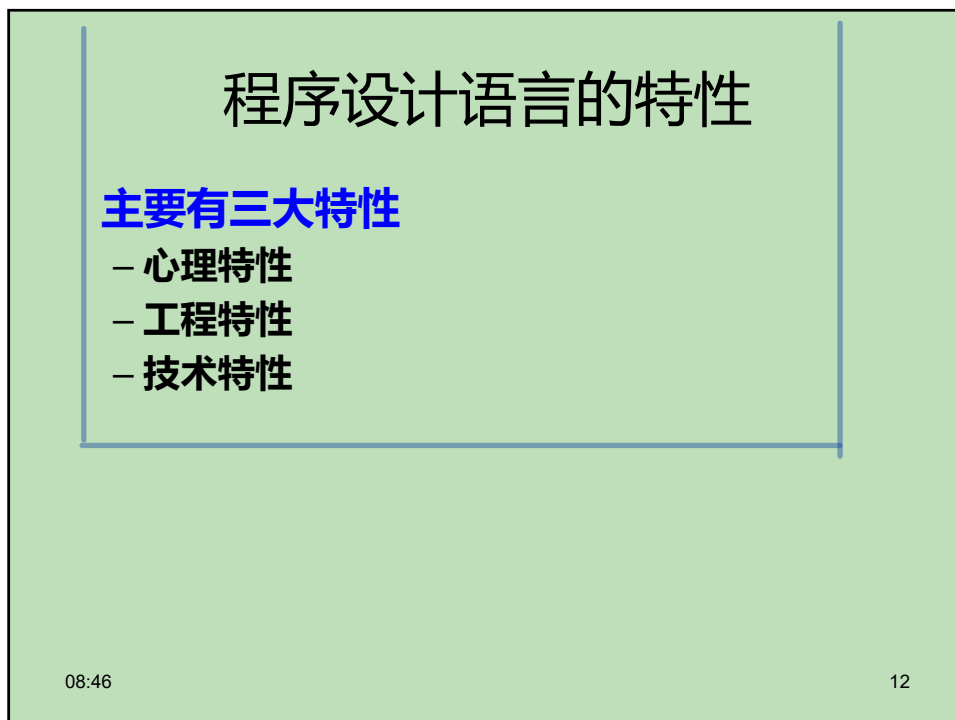 程序设计语言的特性
主要有三大特性
– 心理特性
– 工程特性
– 技术特性
08:46
12